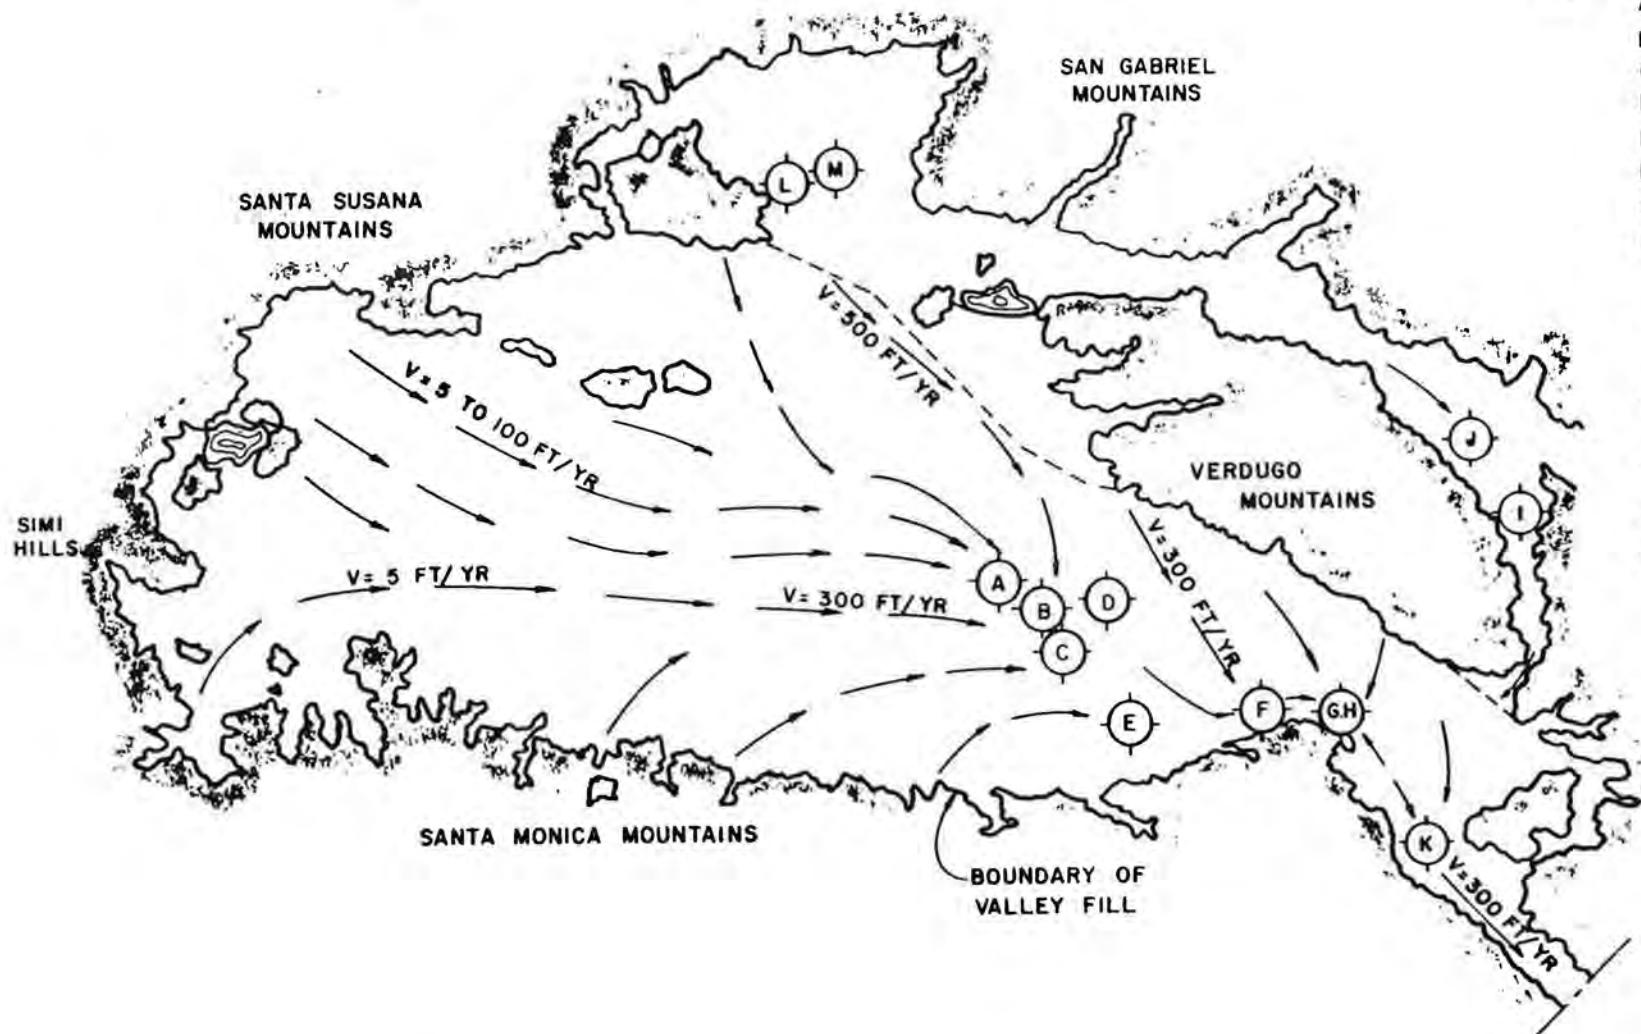 SAN GABRIEL
MOUNTAINS
L
M
SANTA SUSANA
MOUNTAINS
V= 500 FT/YR
V= 5 TO 100 FT/YR
J
VERDUGO
MOUNTAINS
I
SIMI
HILLS
V= 5 FT/YR
V= 300 FT/YR
V= 300 FT/YR
A
B
D
C
E
F
G,H
K
V=300 FT/YR
SANTA MONICA MOUNTAINS
BOUNDARY OF
VALLEY FILL